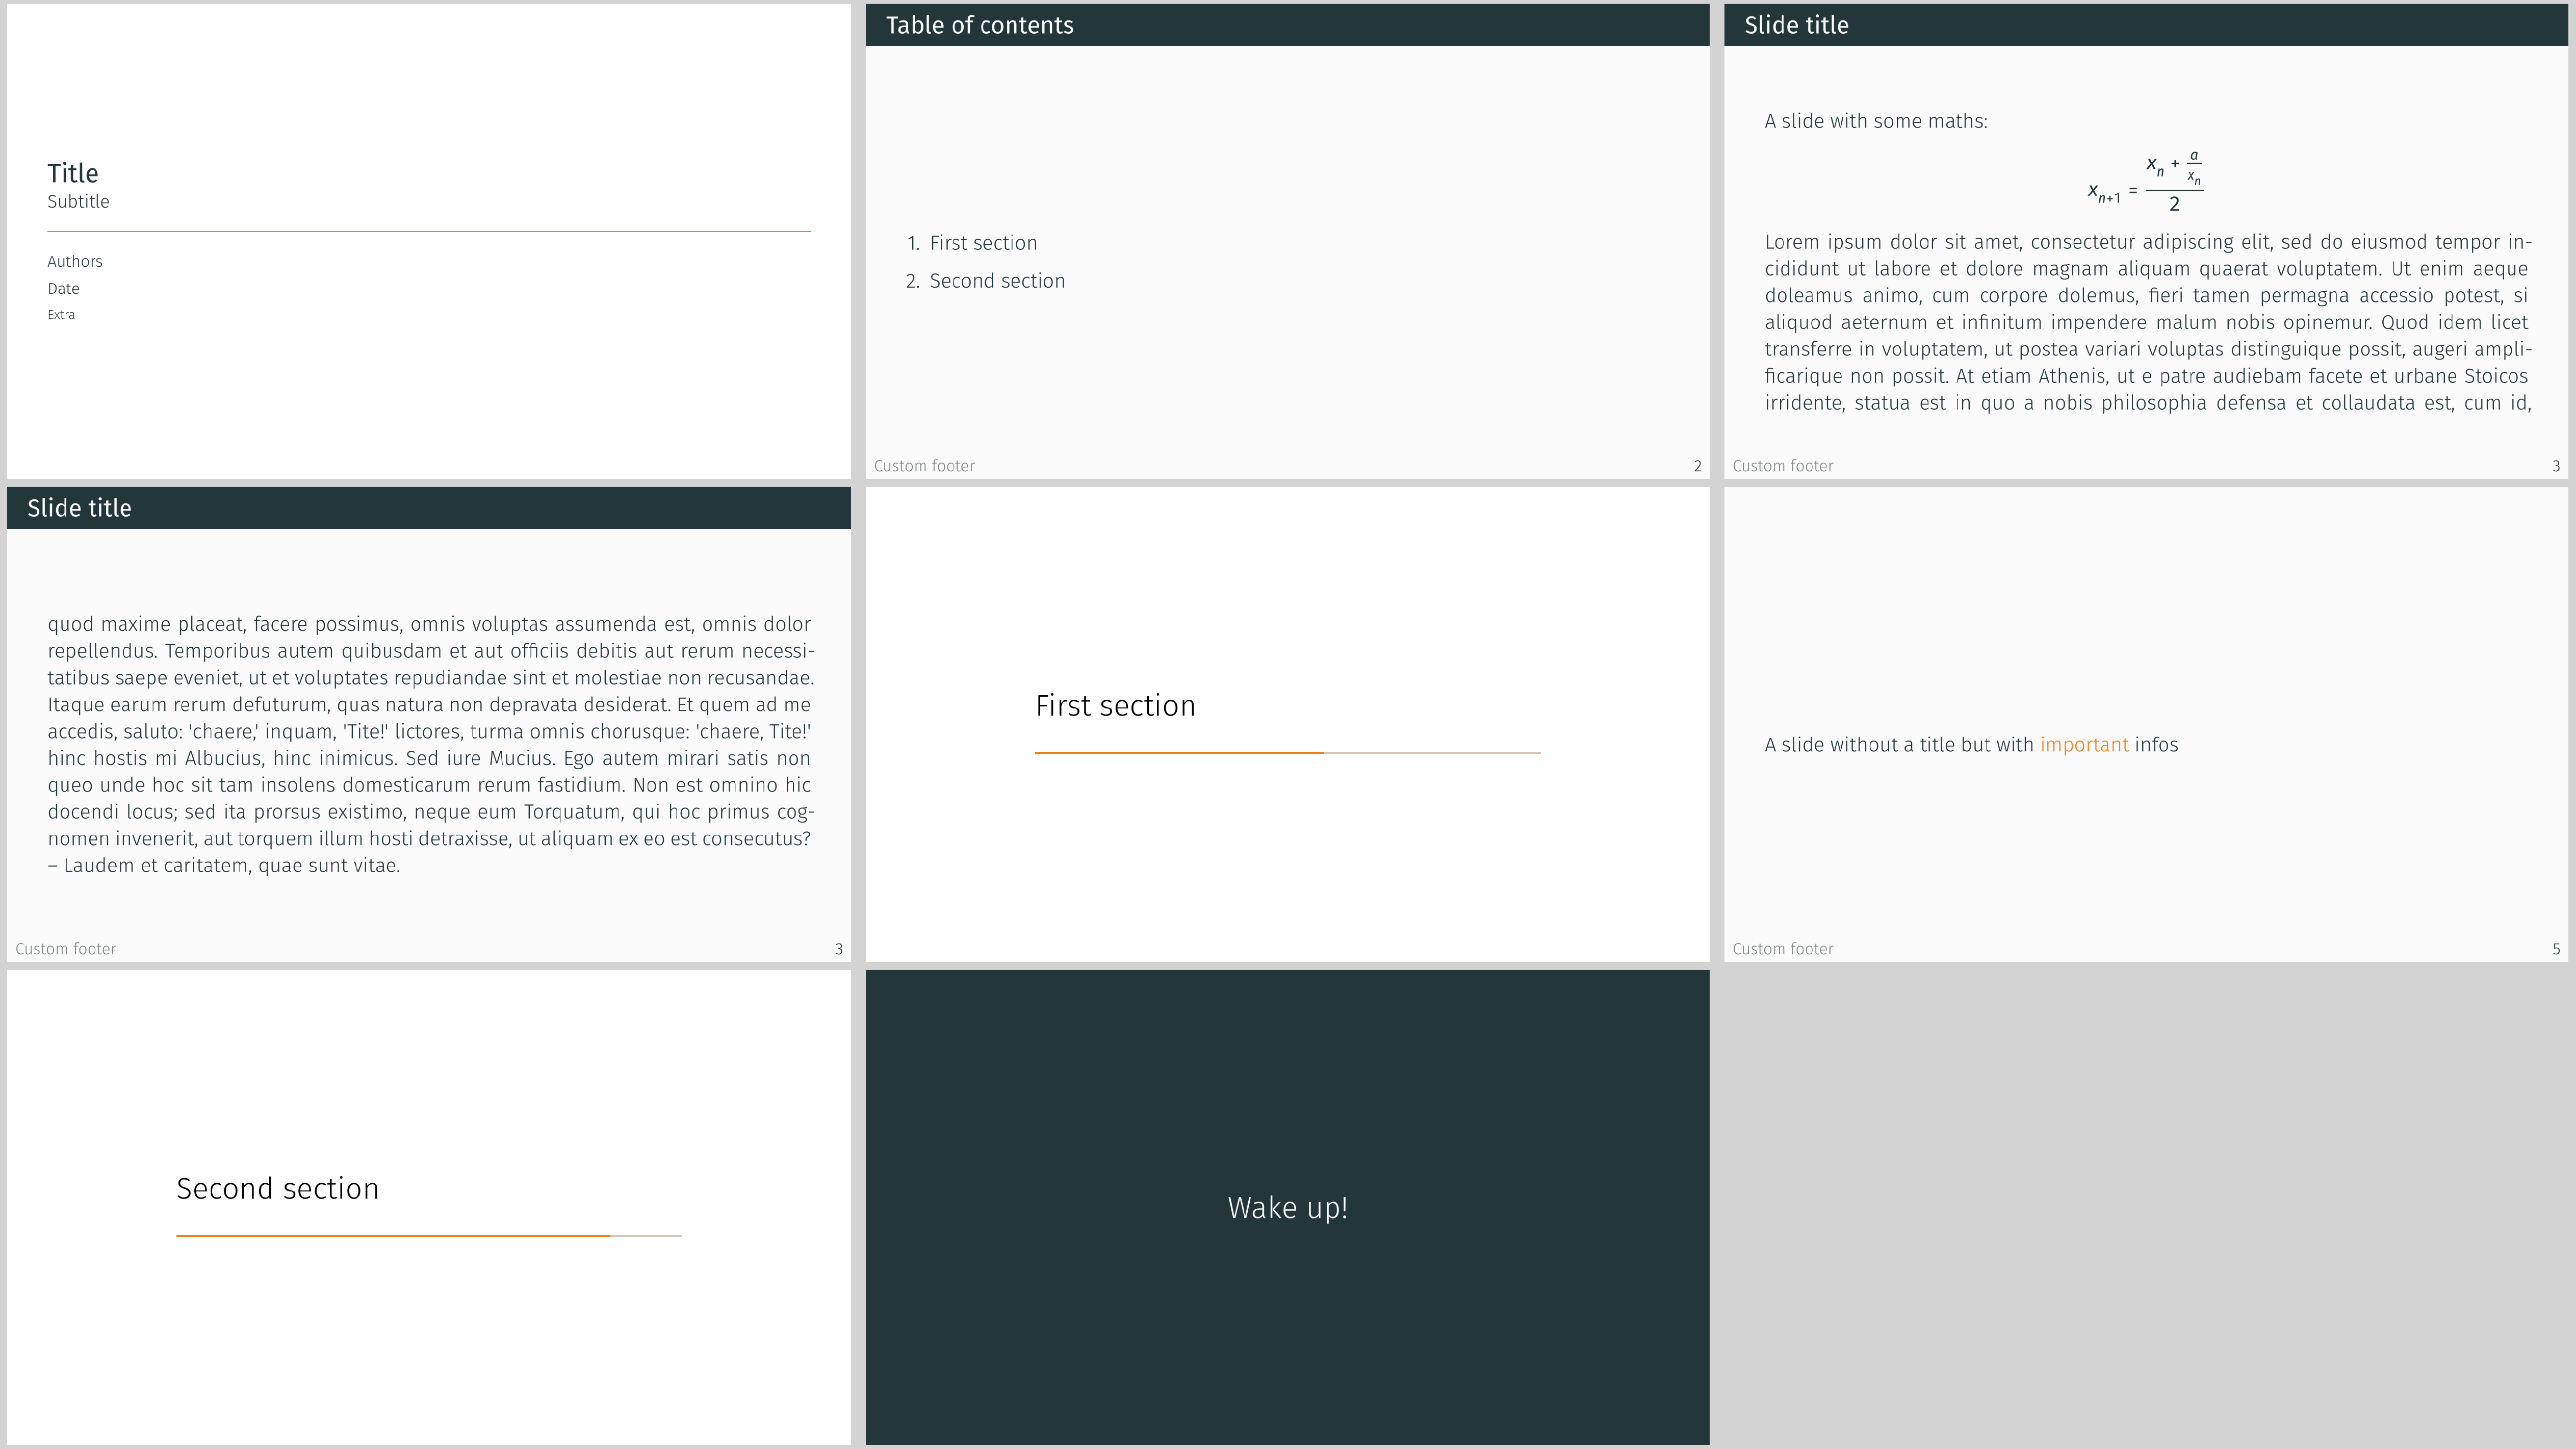 Title
Subtitle
Authors
Date
Extra
Table of contents
1. First section
2. Second section
Custom footer
2
Slide title
A slide with some maths:
x_{n+1} = \frac{x_n + \frac{a}{x_n}}{2}
Lorem ipsum dolor sit amet, consectetur adipiscing elit, sed do eiusmod tempor in-
cididunt ut labore et dolore magnam aliquam quaerat voluptatem. Ut enim aeque
doleamus animo, cum corpore dolemus, fieri tamen permagna accessio potest, si
aliquod aeternum et infinitum impendere malum nobis opinemur. Quod idem licet
transferre in voluptatem, ut postea variari voluptas distinguique possit, augeri ampli-
ficarique non possit. At etiam Athenis, ut e patre audiebam facete et urbane Stoicos
irridente, statua est in quo a nobis philosophia defensa et collaudata est, cum id,
Custom footer
3
Slide title
quod maxime placeat, facere possimus, omnis voluptas assumenda est, omnis dolor
repellendus. Temporibus autem quibusdam et aut officiis debitis aut rerum necessi-
tatibus saepe eveniet, ut et voluptates repudiandae sint et molestiae non recusandae.
Itaque earum rerum defuturum, quas natura non depravata desiderat. Et quem ad me
accedis, saluto: 'chaere,' inquam, 'Tite!' lictores, turma omnis chorusque: 'chaere, Tite!'
hinc hostis mi Albucius, hinc inimicus. Sed iure Mucius. Ego autem mirari satis non
queo unde hoc sit tam insolens domesticarum rerum fastidium. Non est omnino hic
docendi locus; sed ita prorsus existimo, neque eum Torquatum, qui hoc primus cog-
nomen invenerit, aut torquem illum hosti detraxisse, ut aliquam ex eo est consecutus?
– Laudem et caritatem, quae sunt vitae.
Custom footer
3
First section
A slide without a title but with important infos
Custom footer
5
Second section
Wake up!